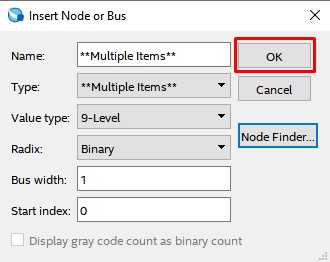 Insert Node or Bus
Name: **Multiple Items** OK
Type: **Multiple Items** Cancel
Value type: 9-Level
Radix: Binary Node Finder...
Bus width: 1
Start index: 0
Display gray code count as binary count